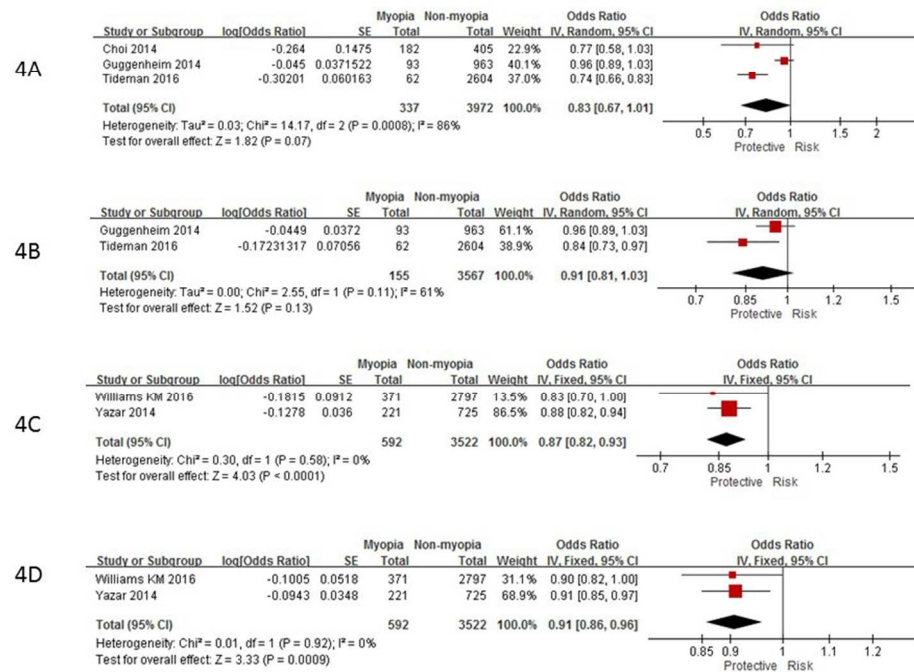 4A
Myopia Non-myopia Odds Ratio Odds Ratio
Study or Subgroup log[Odds Ratio] SE Total Total Weight IV, Random, 95% CI IV, Random, 95% CI
Choi 2014 -0.264 0.1475 182 405 22.9% 0.77 [0.58, 1.03]
Guggenheim 2014 -0.045 0.0371522 93 963 40.1% 0.96 [0.89, 1.03]
Tideman 2016 -0.30201 0.060163 62 2604 37.0% 0.74 [0.66, 0.83]
Total (95% CI) 337 3972 100.0% 0.83 [0.67, 1.01]
Heterogeneity: Tau² = 0.03; Chi² = 14.17, df = 2 (P = 0.0008); I² = 86%
Test for overall effect: Z = 1.82 (P = 0.07)
0.5 0.7 1 1.5 2
Protective Risk
4B
Myopia Non-myopia Odds Ratio Odds Ratio
Study or Subgroup log[Odds Ratio] SE Total Total Weight IV, Random, 95% CI IV, Random, 95% CI
Guggenheim 2014 -0.0449 0.0372 93 963 61.1% 0.96 [0.89, 1.03]
Tideman 2016 -0.17231317 0.07056 62 2604 38.9% 0.84 [0.73, 0.97]
Total (95% CI) 155 3567 100.0% 0.91 [0.81, 1.03]
Heterogeneity: Tau² = 0.00; Chi² = 2.55, df = 1 (P = 0.11); I² = 61%
Test for overall effect: Z = 1.52 (P = 0.13)
0.7 0.85 1 1.2 1.5
Protective Risk
4C
Myopia Non-myopia Odds Ratio Odds Ratio
Study or Subgroup log[Odds Ratio] SE Total Total Weight IV, Fixed, 95% CI IV, Fixed, 95% CI
Williams KM 2016 -0.1815 0.0912 371 2797 13.5% 0.83 [0.70, 1.00]
Yazar 2014 -0.1278 0.036 221 725 86.5% 0.88 [0.82, 0.94]
Total (95% CI) 592 3522 100.0% 0.87 [0.82, 0.93]
Heterogeneity: Chi² = 0.30, df = 1 (P = 0.58); I² = 0%
Test for overall effect: Z = 4.03 (P < 0.0001)
0.7 0.85 1 1.2 1.5
Protective Risk
4D
Myopia Non-myopia Odds Ratio Odds Ratio
Study or Subgroup log[Odds Ratio] SE Total Total Weight IV, Fixed, 95% CI IV, Fixed, 95% CI
Williams KM 2016 -0.1005 0.0518 371 2797 31.1% 0.90 [0.82, 1.00]
Yazar 2014 -0.0943 0.0348 221 725 68.9% 0.91 [0.85, 0.97]
Total (95% CI) 592 3522 100.0% 0.91 [0.86, 0.96]
Heterogeneity: Chi² = 0.01, df = 1 (P = 0.92); I² = 0%
Test for overall effect: Z = 3.33 (P = 0.0009)
0.85 0.9 1 1.1 1.2
Protective Risk